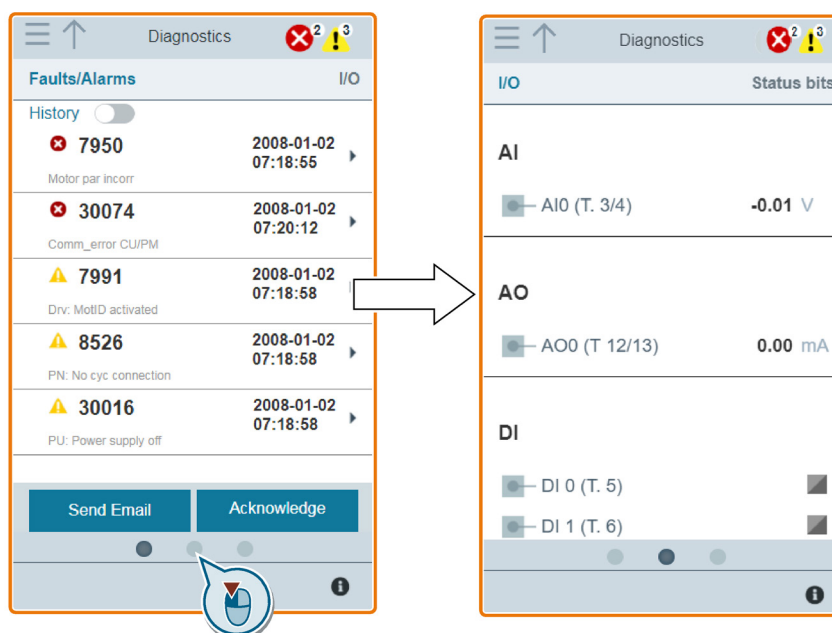 Diagnostics
2
3
Faults/Alarms I/O
History
7950 2008-01-02
07:18:55
Motor par incorr
30074 2008-01-02
07:20:12
Comm_error CU/PM
7991 2008-01-02
07:18:58
Drv: MotID activated
8526 2008-01-02
07:18:58
PN: No cyc connection
30016 2008-01-02
07:18:58
PU: Power supply off
Send Email Acknowledge
Diagnostics
2
3
I/O Status bits
AI
AI0 (T. 3/4) -0.01 V
AO
AO0 (T 12/13) 0.00 mA
DI
DI 0 (T. 5)
DI 1 (T. 6)